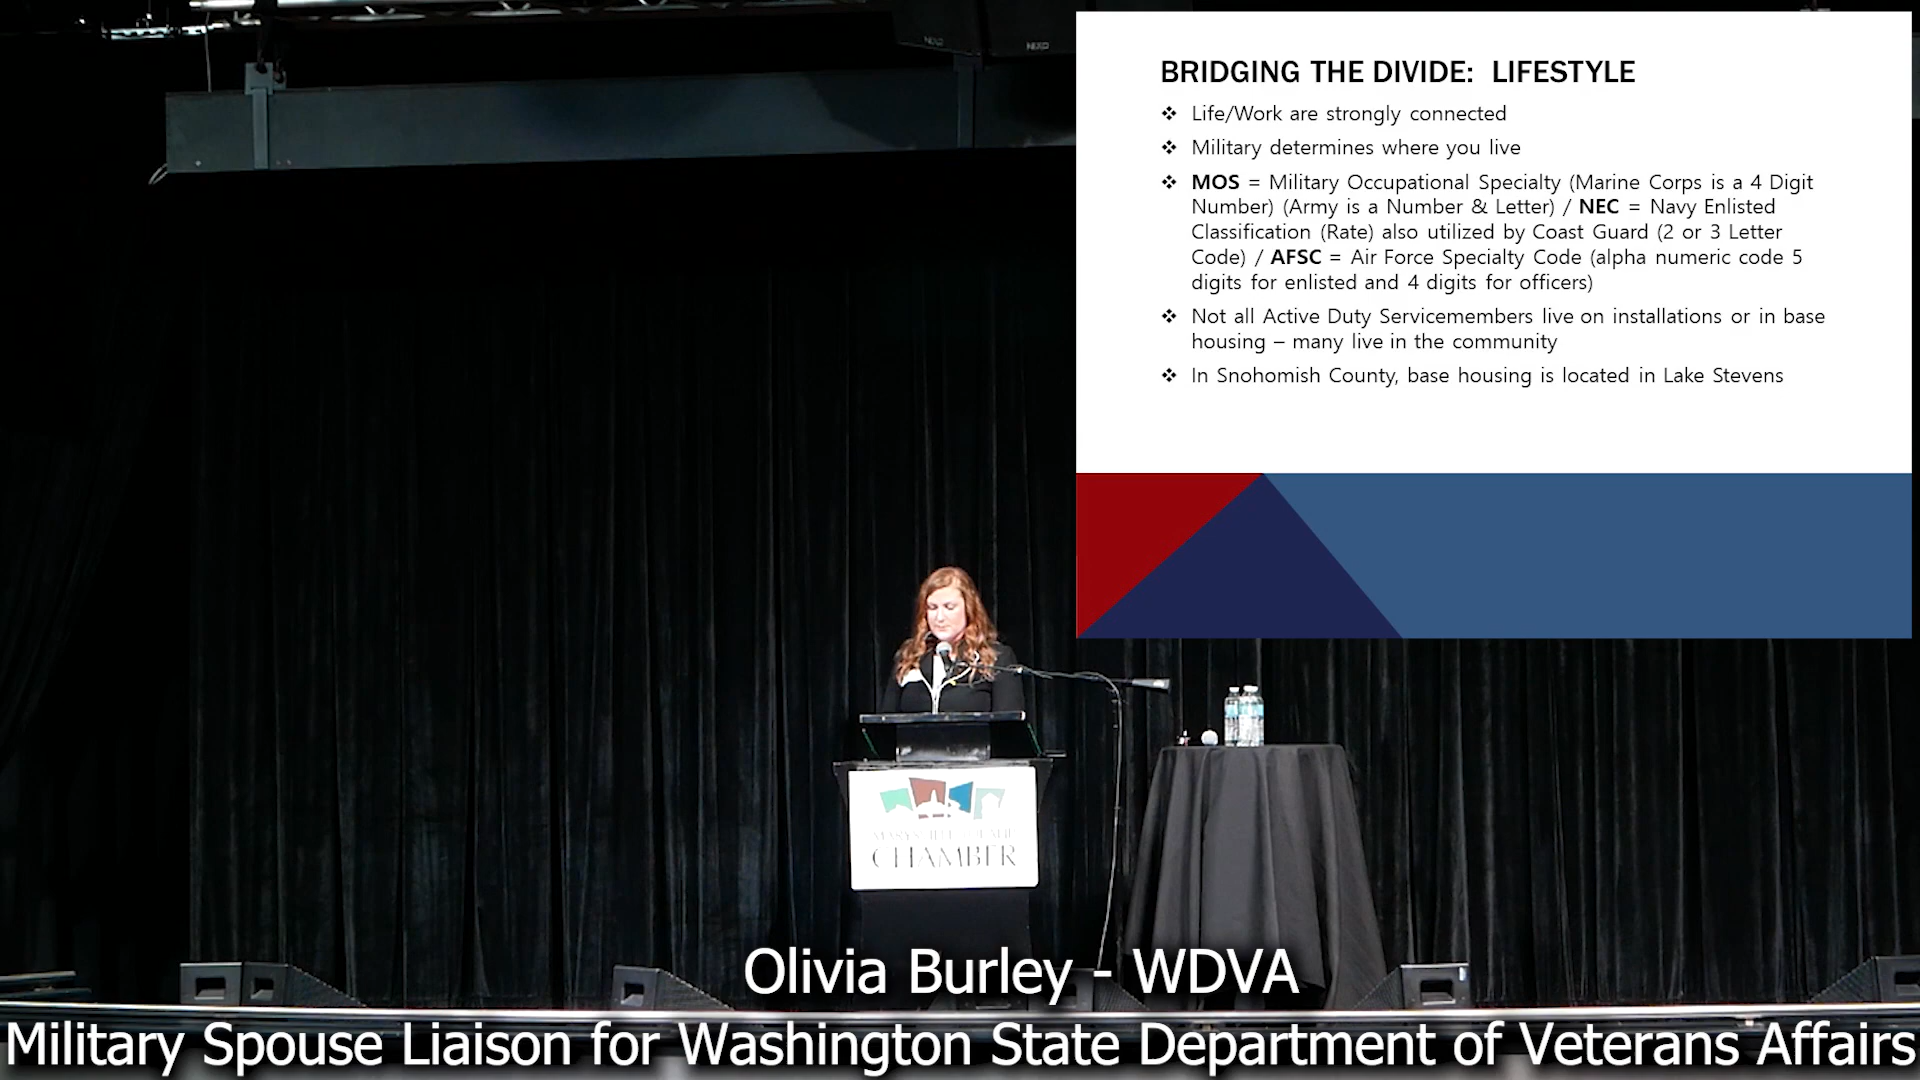 NEXO
NEXO
BRIDGING THE DIVIDE: LIFESTYLE
❖ Life/Work are strongly connected
❖ Military determines where you live
❖ MOS = Military Occupational Specialty (Marine Corps is a 4 Digit
Number) (Army is a Number & Letter) / NEC = Navy Enlisted
Classification (Rate) also utilized by Coast Guard (2 or 3 Letter
Code) / AFSC = Air Force Specialty Code (alpha numeric code 5
digits for enlisted and 4 digits for officers)
❖ Not all Active Duty Servicemembers live on installations or in base
housing – many live in the community
❖ In Snohomish County, base housing is located in Lake Stevens
CHAMBER
Olivia Burley - WDVA
Military Spouse Liaison for Washington State Department of Veterans Affairs